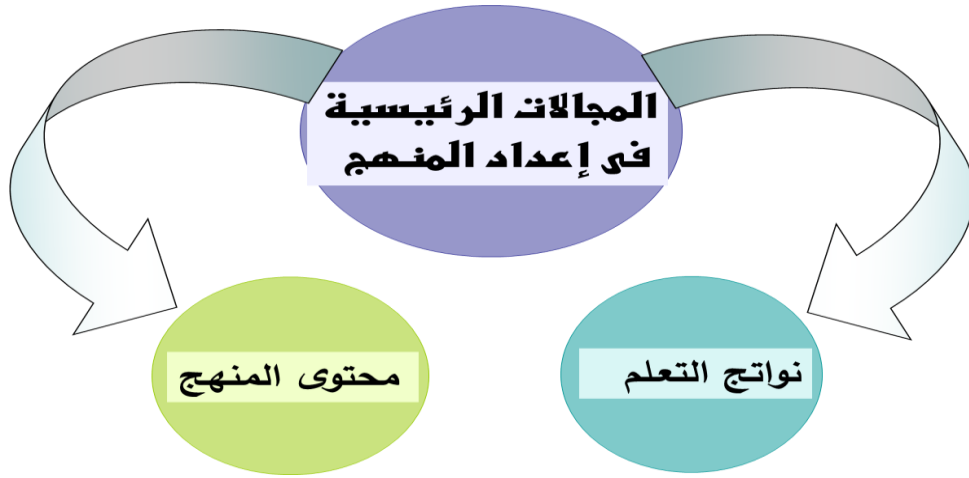 المجالات الرئيسية
فى إعداد المنهج
نواتج التعلم
محتوى المنهج